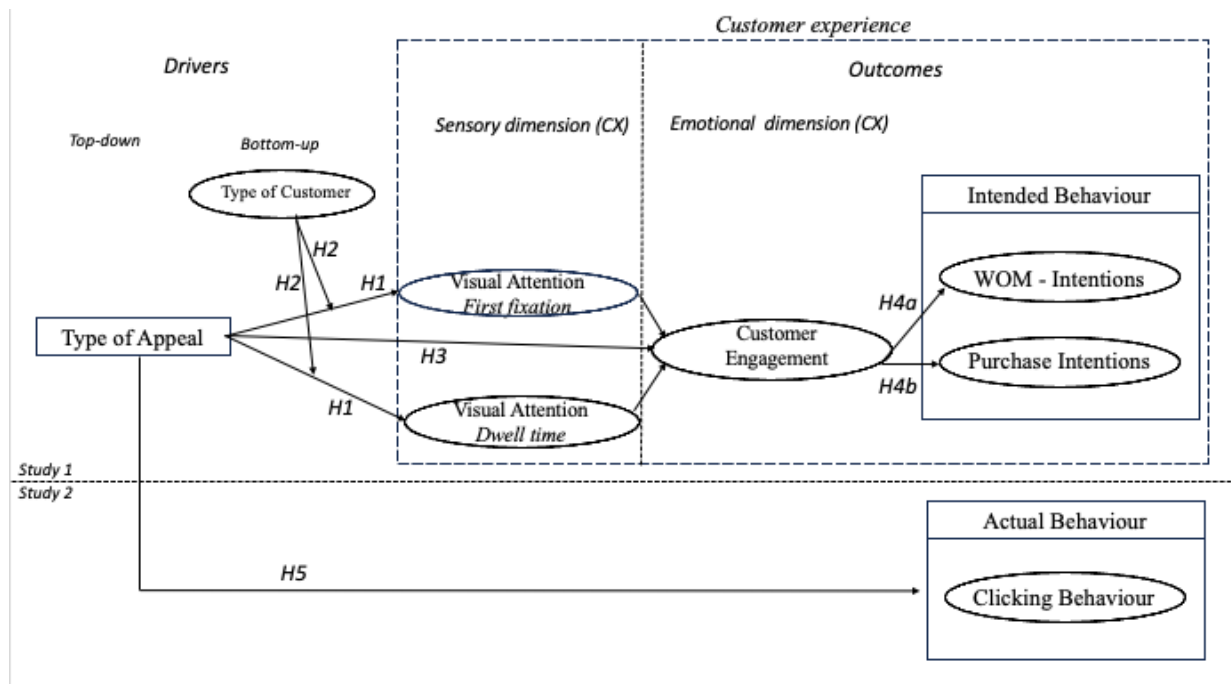 Customer experience
Drivers
Outcomes
Sensory dimension (CX)
Emotional dimension (CX)
Top-down
Bottom-up
Type of Customer
Intended Behaviour
H2
H2
H1
Visual Attention
First fixation
WOM - Intentions
H4a
Type of Appeal
H3
Customer
Engagement
Purchase Intentions
H4b
H1
Visual Attention
Dwell time
Study 1
Study 2
Actual Behaviour
H5
Clicking Behaviour